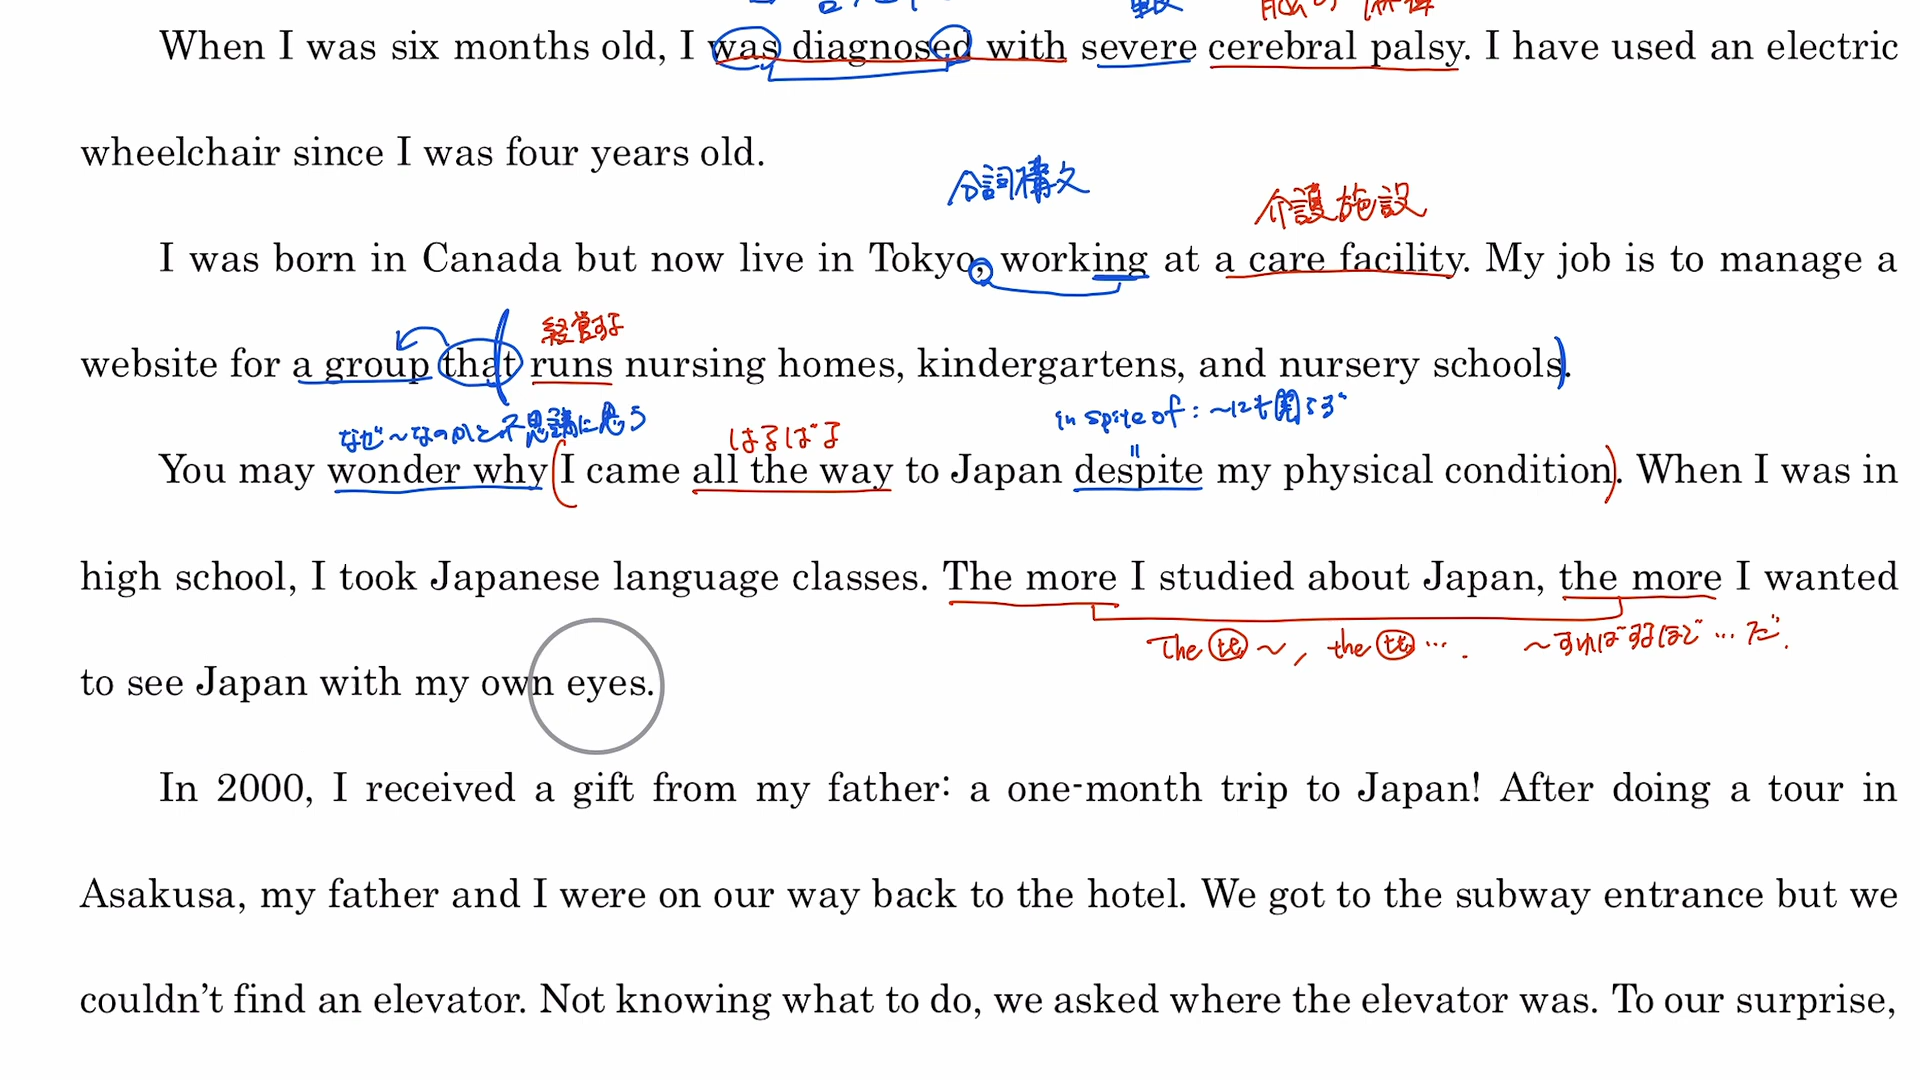 When I was six months old, I was diagnosed with severe cerebral palsy. I have used an electric
wheelchair since I was four years old.
分詞構文
介護施設
I was born in Canada but now live in Tokyo, working at a care facility. My job is to manage a
経営する
website for a group that runs nursing homes, kindergartens, and nursery schools.
なぜ〜なのかと不思議に思う
はるばる
in spite of : 〜にも関らず
You may wonder why I came all the way to Japan despite my physical condition. When I was in
high school, I took Japanese language classes. The more I studied about Japan, the more I wanted
The 比 〜, the 比 ….
〜すればするほど…だ.
to see Japan with my own eyes.
In 2000, I received a gift from my father: a one-month trip to Japan! After doing a tour in
Asakusa, my father and I were on our way back to the hotel. We got to the subway entrance but we
couldn’t find an elevator. Not knowing what to do, we asked where the elevator was. To our surprise,